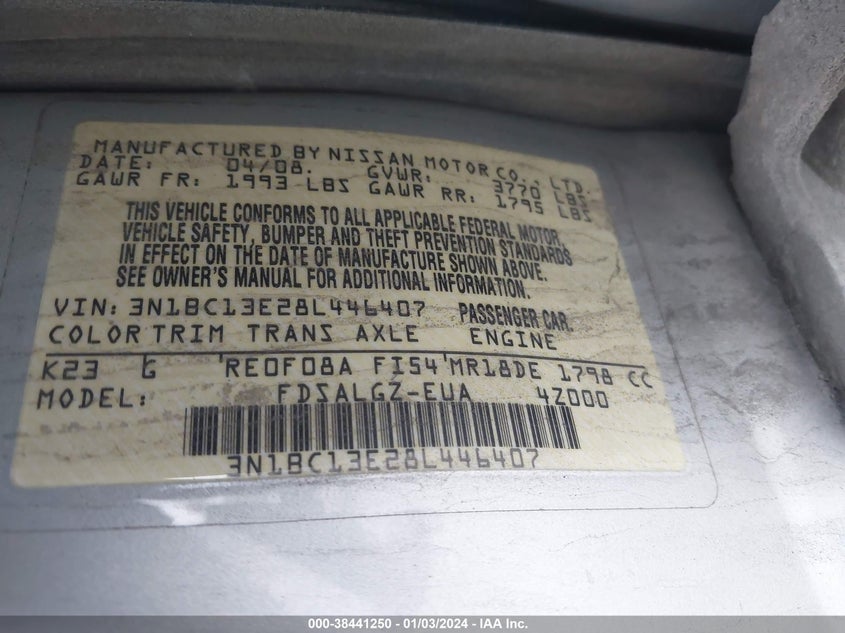 MANUFACTURED BY NISSAN MOTOR CO., LTD.
DATE: 04/08. GVWR: 3770 LBS
GAWR FR: 1993 LBS GAWR RR: 1795 LBS
THIS VEHICLE CONFORMS TO ALL APPLICABLE FEDERAL MOTOR
VEHICLE SAFETY, BUMPER AND THEFT PREVENTION STANDARDS
IN EFFECT ON THE DATE OF MANUFACTURE SHOWN ABOVE.
SEE OWNER'S MANUAL FOR ADDITIONAL INFORMATION.
VIN: 3N1BC13E28L446407 PASSENGER CAR
COLOR TRIM TRANS AXLE ENGINE
K23 G RE0F08A FI54 MR18DE 1798 CC
MODEL: FDSALGZ-EUA 4Z000
3N1BC13E28L446407
000-38441250 | 01/03/2024 - IAA Inc.